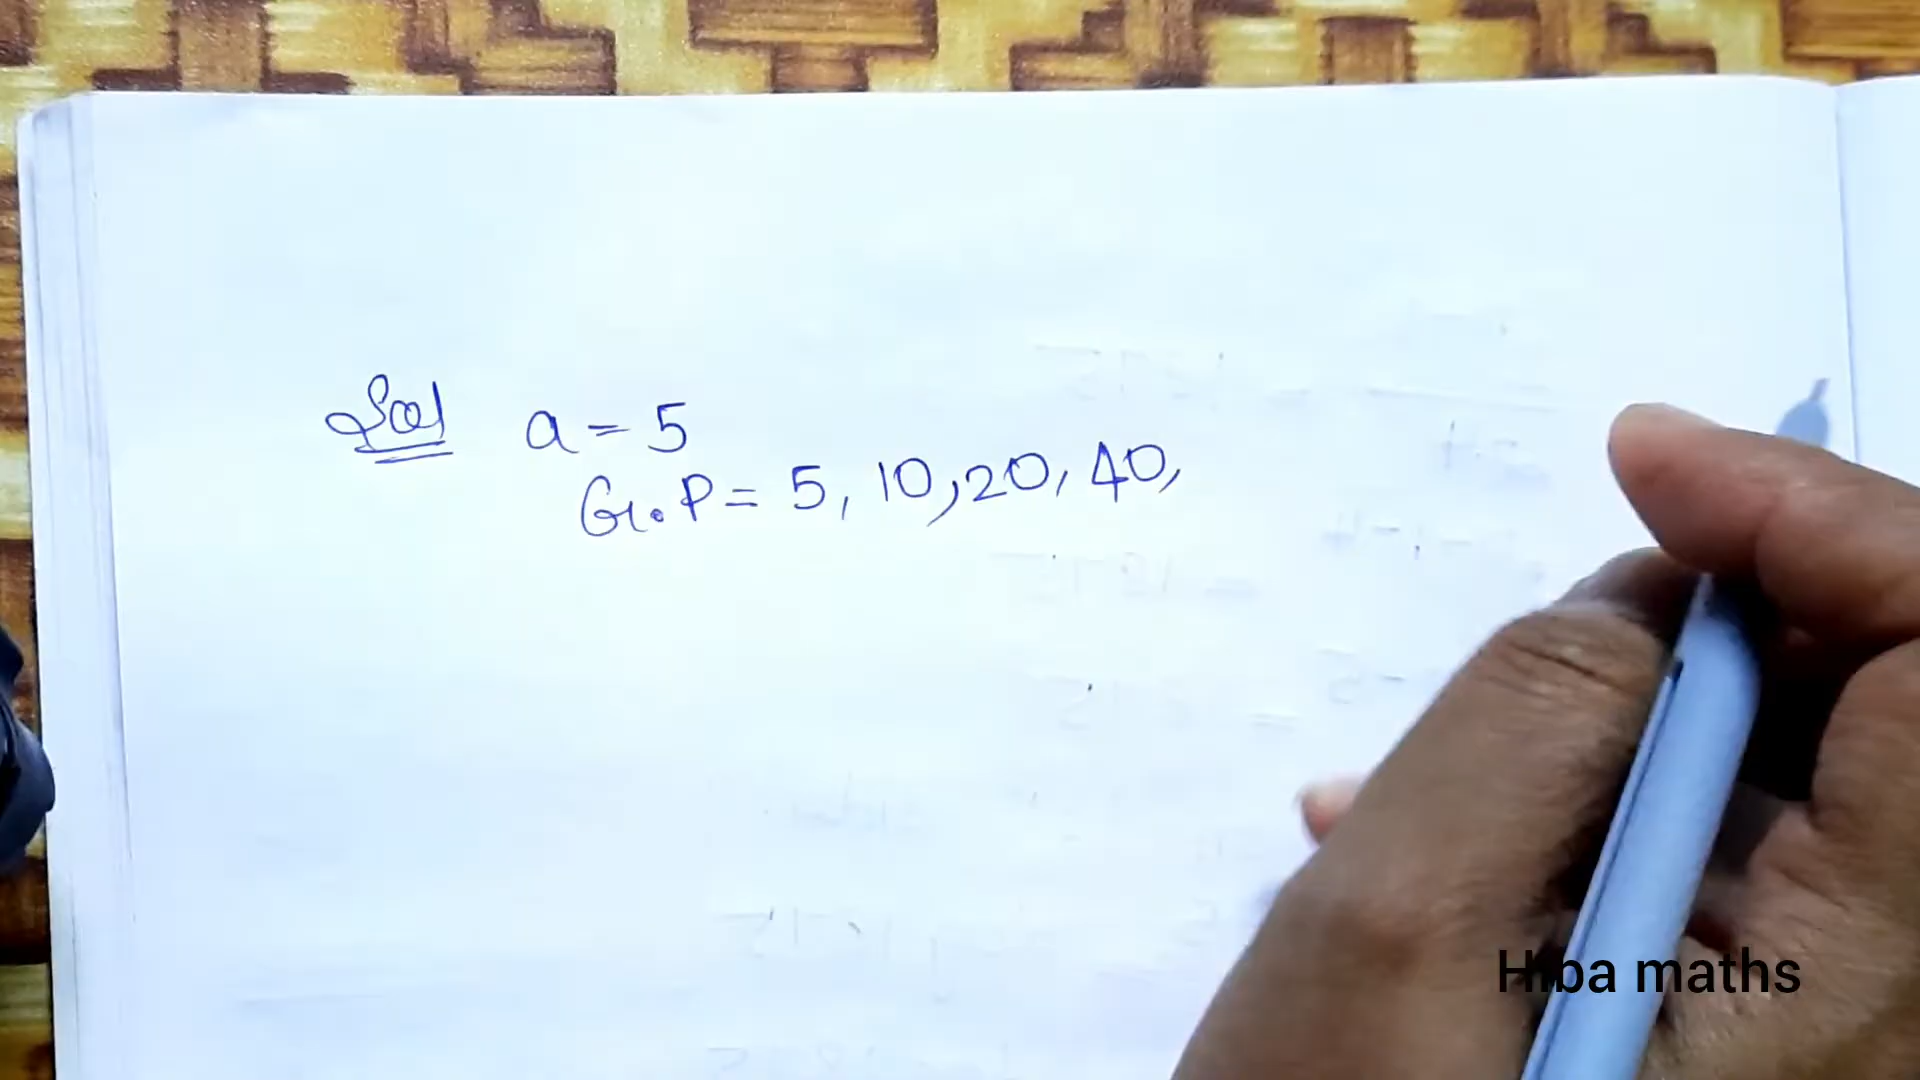 Sol a = 5
G.P = 5, 10, 20, 40,
Hiba maths